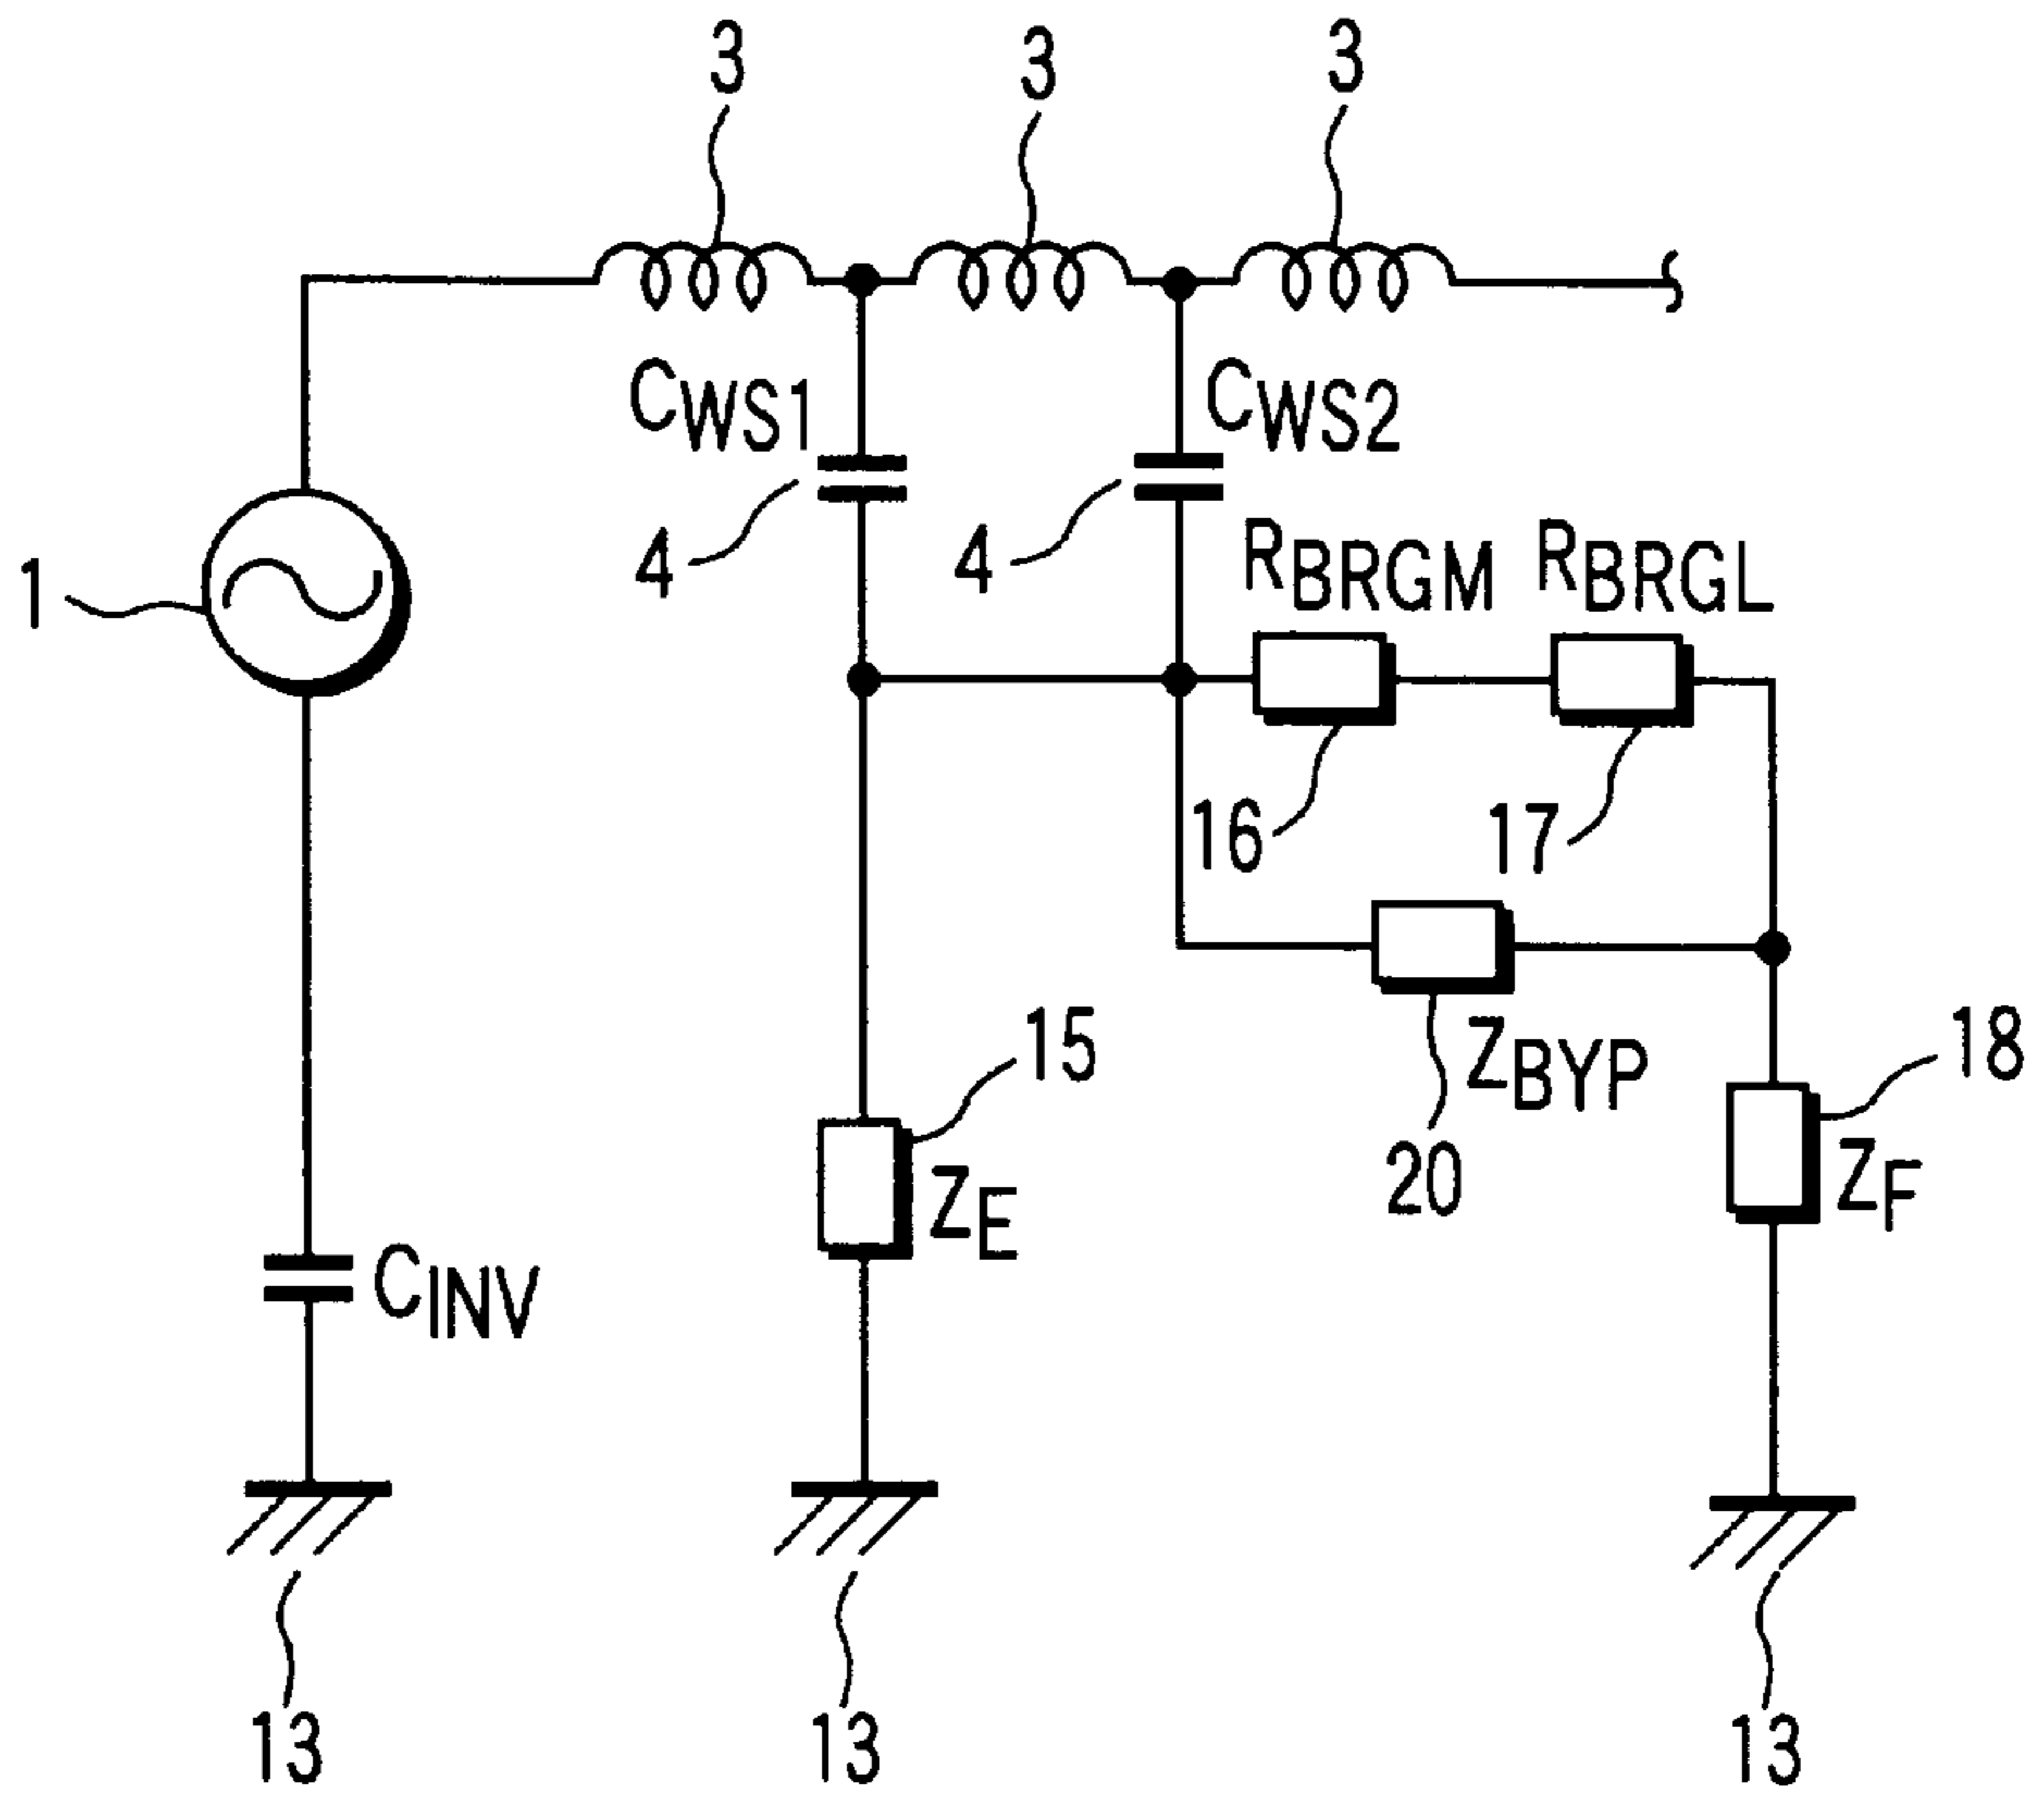 3 3 3
CWS1 CWS2
4 4 RBRGM RBRGL
1
16 17
15 ZBYP 18
20 ZE ZF
CINV
13 13 13